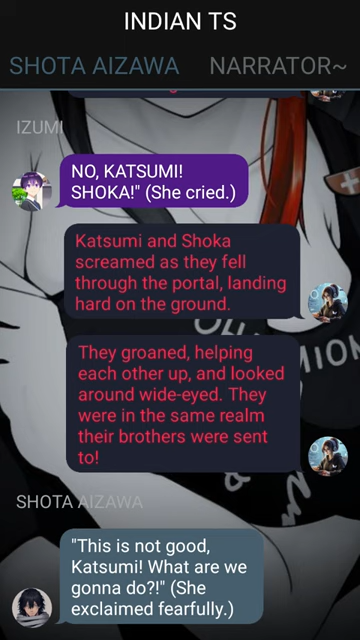 INDIAN TS
SHOTA AIZAWA NARRATOR~
IZUMI
NO, KATSUMI!
SHOKA!" (She cried.)
Katsumi and Shoka
screamed as they fell
through the portal, landing
hard on the ground.
They groaned, helping
each other up, and looked
around wide-eyed. They
were in the same realm
their brothers were sent
to!
SHOTA AIZAWA
"This is not good,
Katsumi! What are we
gonna do?!" (She
exclaimed fearfully.)